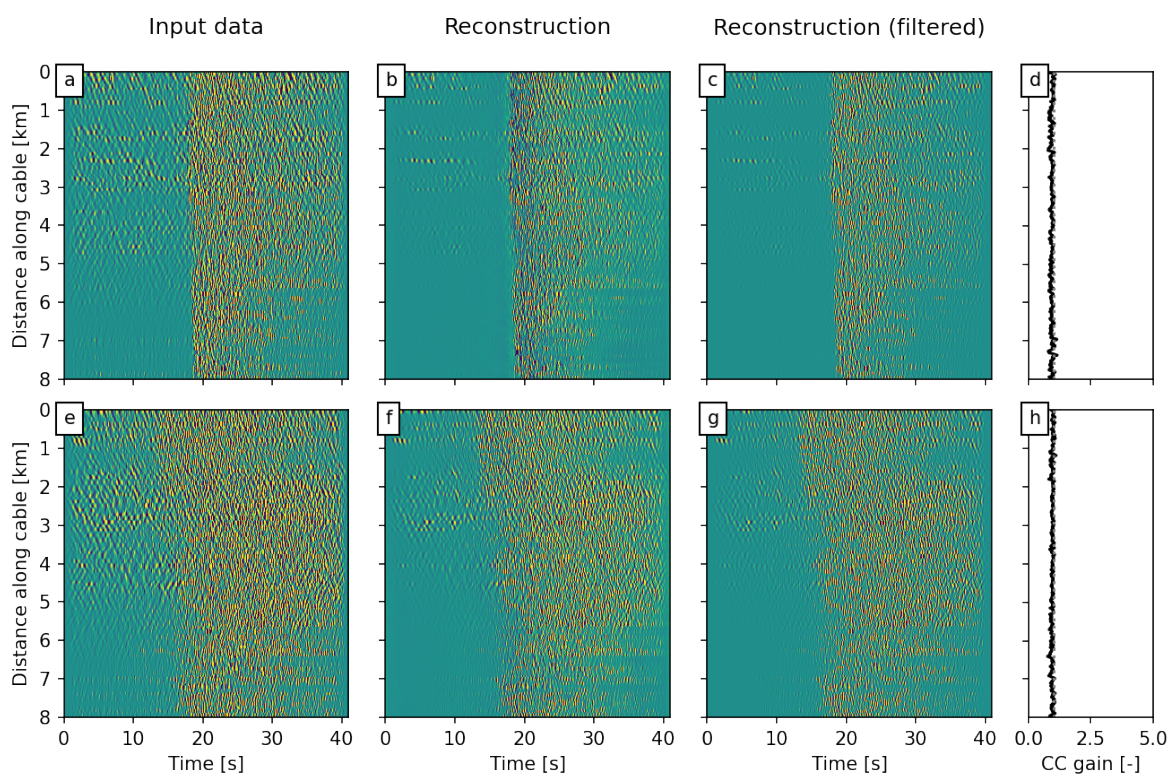 Input data Reconstruction Reconstruction (filtered)
a b c d
Distance along cable [km]
0
1
2
3
4
5
6
7
8
e f g h
Distance along cable [km]
0
1
2
3
4
5
6
7
8
0 10 20 30 40 0 10 20 30 40 0 10 20 30 40 0.0 2.5 5.0
Time [s] Time [s] Time [s] CC gain [-]